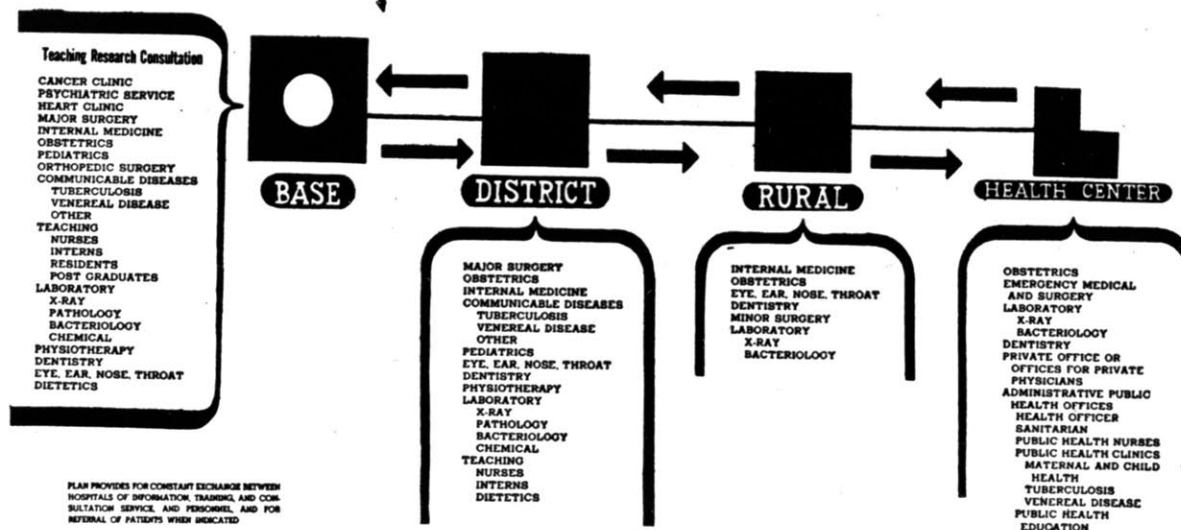 Teaching Research Consultation
CANCER CLINIC
PSYCHIATRIC SERVICE
HEART CLINIC
MAJOR SURGERY
INTERNAL MEDICINE
OBSTETRICS
PEDIATRICS
ORTHOPEDIC SURGERY
COMMUNICABLE DISEASES
TUBERCULOSIS
VENEREAL DISEASE
OTHER
TEACHING
NURSES
INTERNS
RESIDENTS
POST GRADUATES
LABORATORY
X-RAY
PATHOLOGY
BACTERIOLOGY
CHEMICAL
PHYSIOTHERAPY
DENTISTRY
EYE, EAR, NOSE, THROAT
DIETETICS
BASE
DISTRICT
MAJOR SURGERY
OBSTETRICS
INTERNAL MEDICINE
COMMUNICABLE DISEASES
TUBERCULOSIS
VENEREAL DISEASE
OTHER
PEDIATRICS
EYE, EAR, NOSE, THROAT
DENTISTRY
PHYSIOTHERAPY
LABORATORY
X-RAY
PATHOLOGY
BACTERIOLOGY
CHEMICAL
TEACHING
NURSES
INTERNS
DIETETICS
RURAL
INTERNAL MEDICINE
OBSTETRICS
EYE, EAR, NOSE, THROAT
DENTISTRY
MINOR SURGERY
LABORATORY
X-RAY
BACTERIOLOGY
HEALTH CENTER
OBSTETRICS
EMERGENCY MEDICAL
AND SURGERY
LABORATORY
X-RAY
BACTERIOLOGY
DENTISTRY
PRIVATE OFFICE OR
OFFICES FOR PRIVATE
PHYSICIANS
ADMINISTRATIVE PUBLIC
HEALTH OFFICES
HEALTH OFFICER
SANITARIAN
PUBLIC HEALTH NURSES
PUBLIC HEALTH CLINICS
MATERNAL AND CHILD
HEALTH
TUBERCULOSIS
VENEREAL DISEASE
PUBLIC HEALTH
EDUCATION
PLAN PROVIDES FOR CONSTANT EXCHANGE BETWEEN
HOSPITALS OF INFORMATION, TRAINING, AND CON-
SULTATION SERVICE, AND PERSONNEL, AND FOR
REFERRAL OF PATIENTS WHEN INDICATED